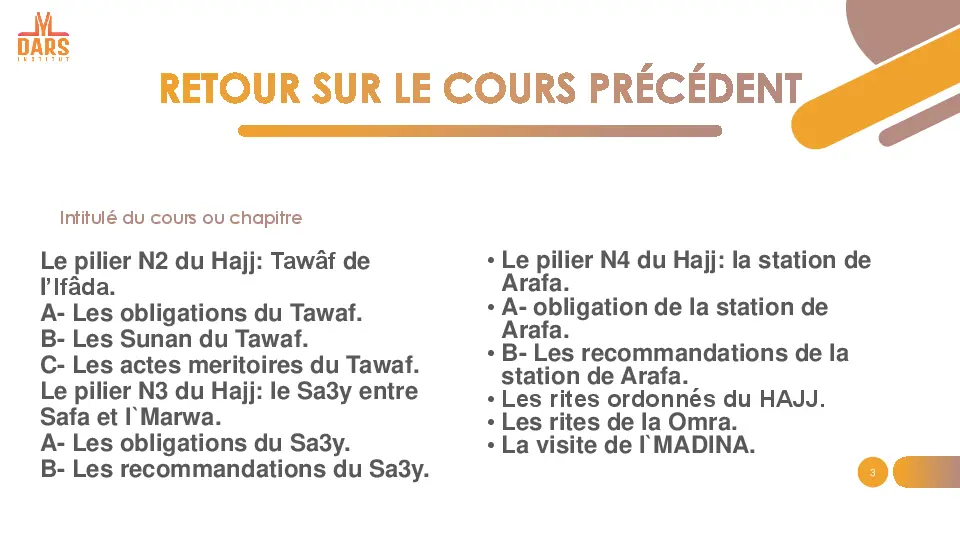 DARS
INSTITUT
RETOUR SUR LE COURS PRÉCÉDENT
Intitulé du cours ou chapitre
Le pilier N2 du Hajj: Tawâf de
l’Ifâda.
A- Les obligations du Tawaf.
B- Les Sunan du Tawaf.
C- Les actes meritoires du Tawaf.
Le pilier N3 du Hajj: le Sa3y entre
Safa et l`Marwa.
A- Les obligations du Sa3y.
B- Les recommandations du Sa3y.
• Le pilier N4 du Hajj: la station de
Arafa.
• A- obligation de la station de
Arafa.
• B- Les recommandations de la
station de Arafa.
• Les rites ordonnés du HAJJ.
• Les rites de la Omra.
• La visite de l`MADINA.
3